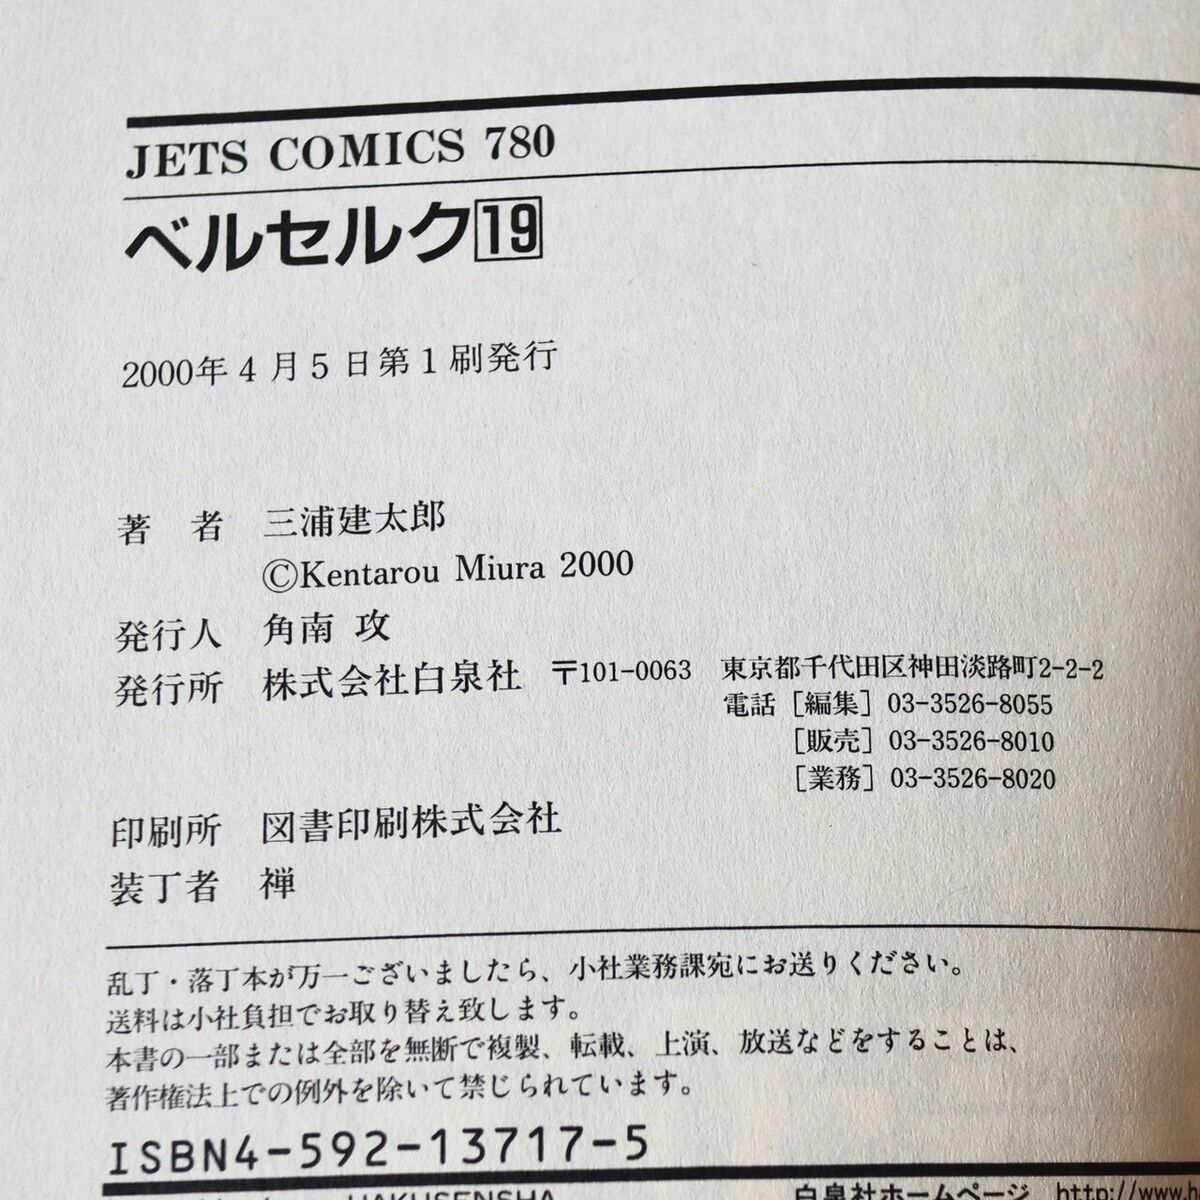 JETS COMICS 780
ベルセルク19
2000年4月5日第1刷発行
著 者 三浦建太郎
©Kentarou Miura 2000
発行人 角南 攻
発行所 株式会社白泉社 〒101-0063 東京都千代田区神田淡路町2-2-2
電話［編集］03-3526-8055
［販売］03-3526-8010
［業務］03-3526-8020
印刷所 図書印刷株式会社
装丁者 禅
乱丁・落丁本が万一ございましたら、小社業務課宛にお送りください。
送料は小社負担でお取り替え致します。
本書の一部または全部を無断で複製、転載、上演、放送などをすることは、
著作権法上での例外を除いて禁じられています。
ISBN4-592-13717-5
HAKUSENSHA 白泉社ホームページ http://www.h